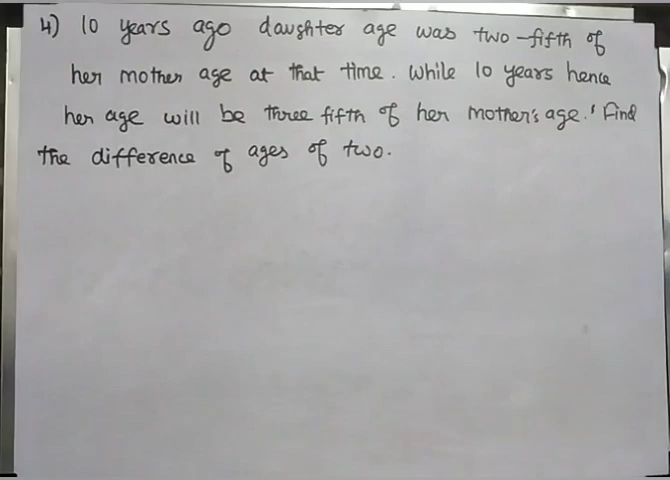 4) 10 years ago daughter age was two-fifth of
her mother age at that time. While 10 years hence
her age will be three fifth of her mother's age.' Find
the difference of ages of two.